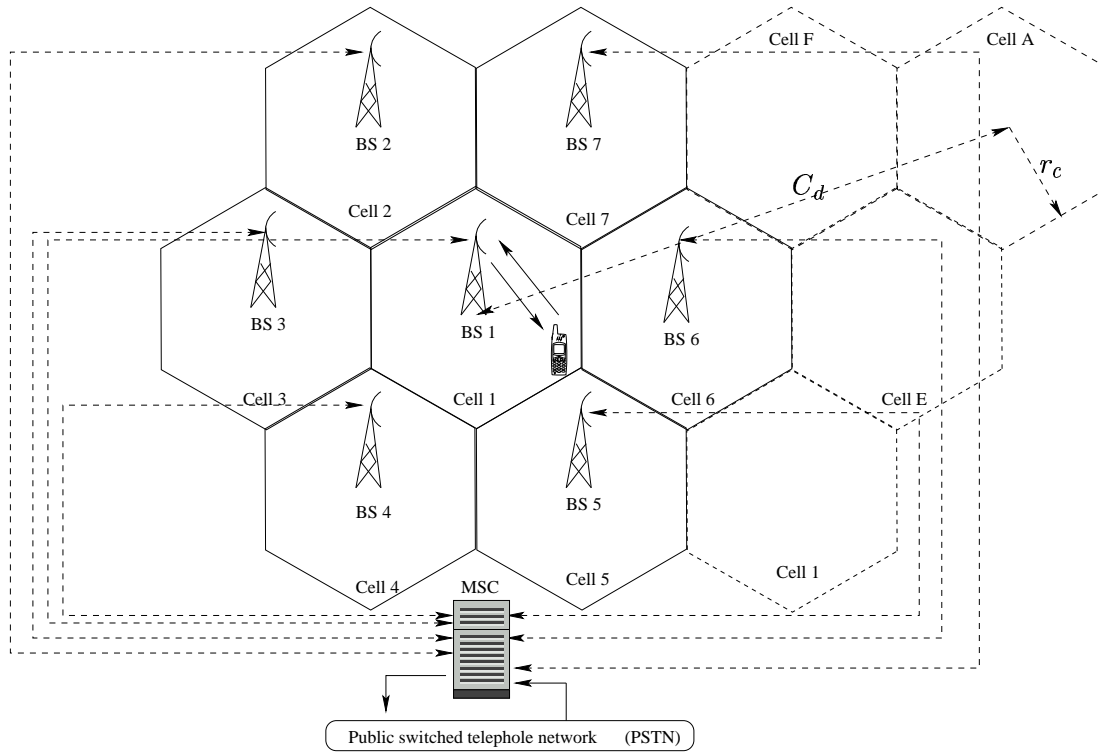 Cell F
Cell A
BS 2
BS 7
r_c
C_d
Cell 2
Cell 7
BS 3
BS 1
BS 6
Cell 3
Cell 1
Cell 6
Cell E
BS 4
BS 5
Cell 4
MSC
Cell 5
Cell 1
Public switched telephole network (PSTN)